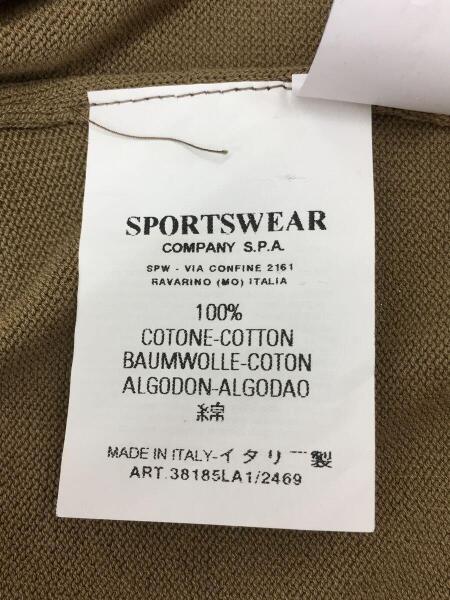 SPORTSWEAR
COMPANY S.P.A.
SPW - VIA CONFINE 2161
RAVARINO (MO) ITALIA
100%
COTONE-COTTON
BAUMWOLLE-COTON
ALGODON-ALGODAO
綿
MADE IN ITALY-イタリー製
ART.38185LA1/2469